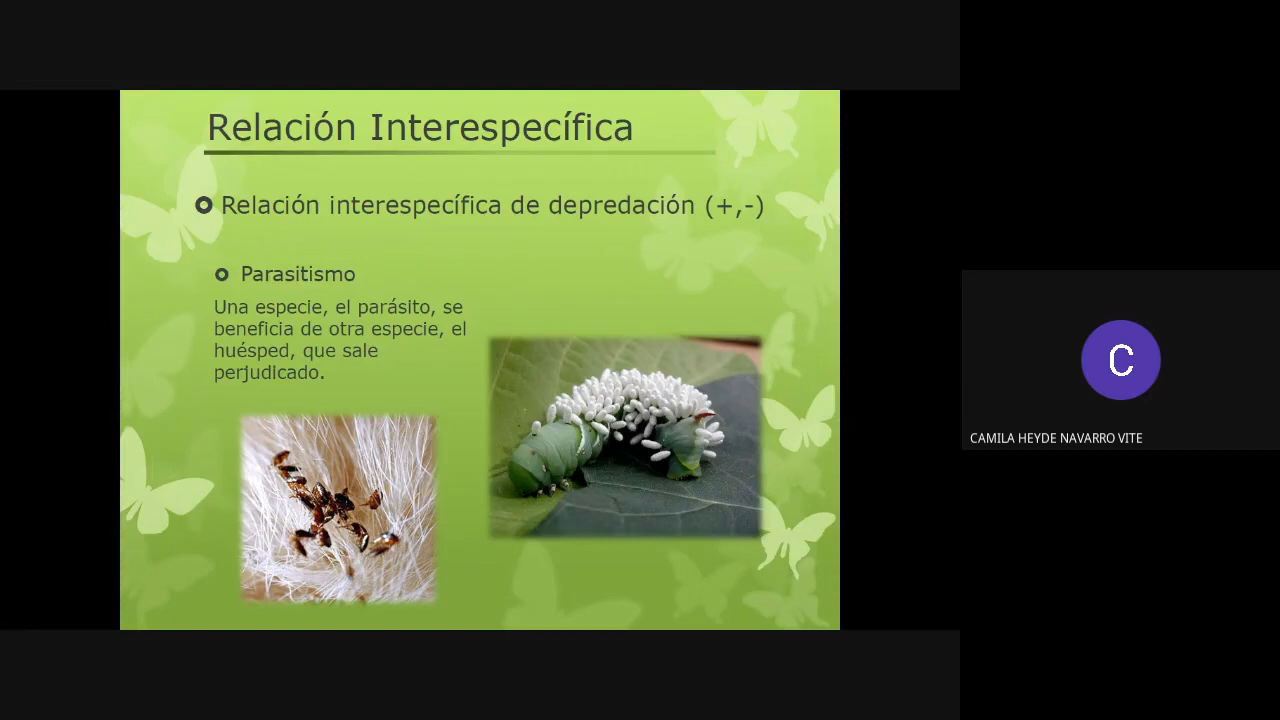 Relación Interespecífica
Relación interespecífica de depredación (+,-)
Parasitismo
Una especie, el parásito, se
beneficia de otra especie, el
huésped, que sale
perjudicado.
C
CAMILA HEYDE NAVARRO VITE